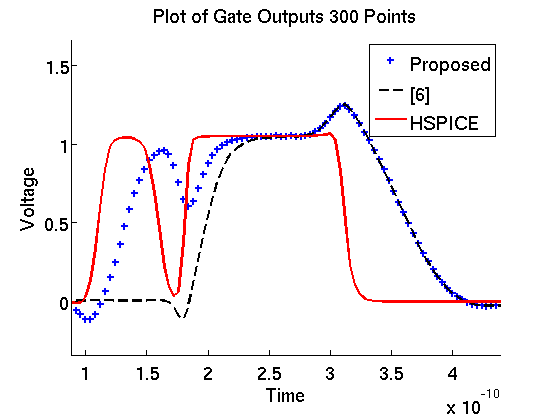 Plot of Gate Outputs 300 Points
1.5
1
0.5
0
Voltage
Proposed
[6]
HSPICE
1 1.5 2 2.5 3 3.5 4
Time
x 10^-10